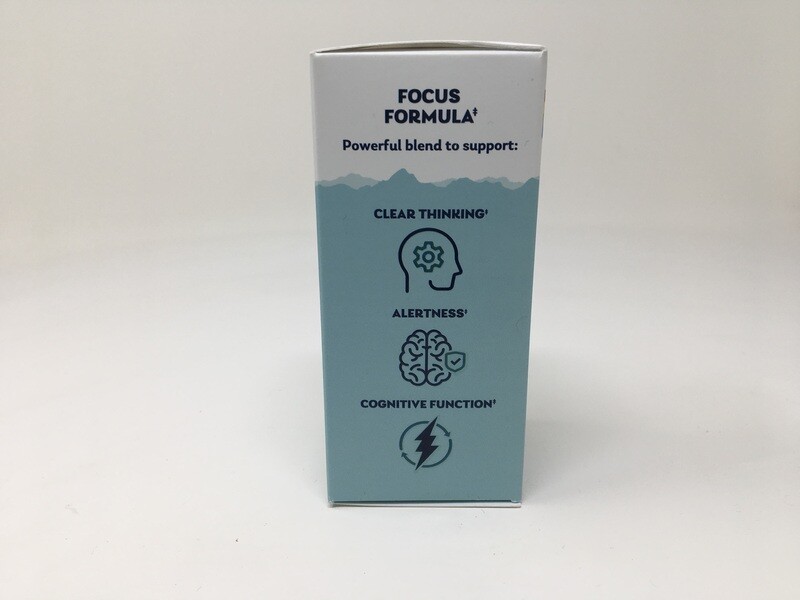 FOCUS
FORMULA‡
Powerful blend to support:
CLEAR THINKING‡
ALERTNESS‡
COGNITIVE FUNCTION‡